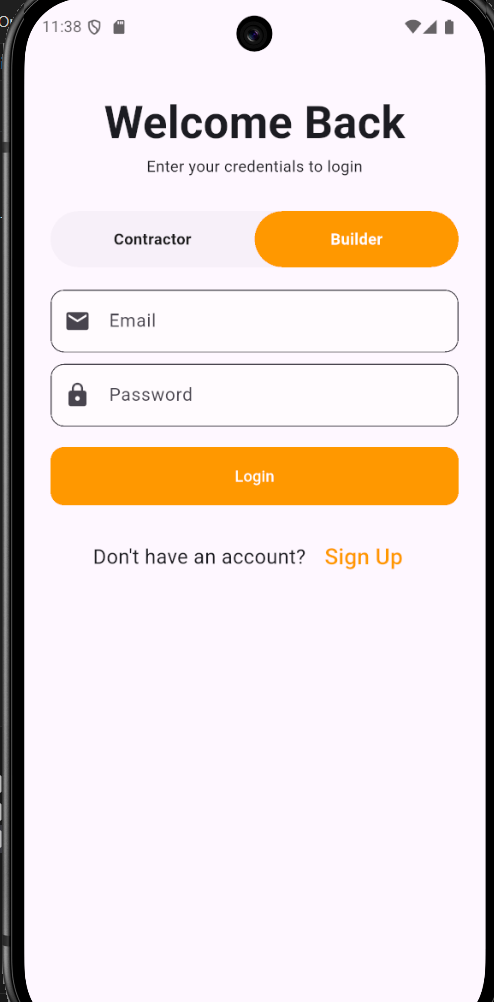 11:38
Welcome Back
Enter your credentials to login
Contractor Builder
Email
Password
Login
Don't have an account? Sign Up